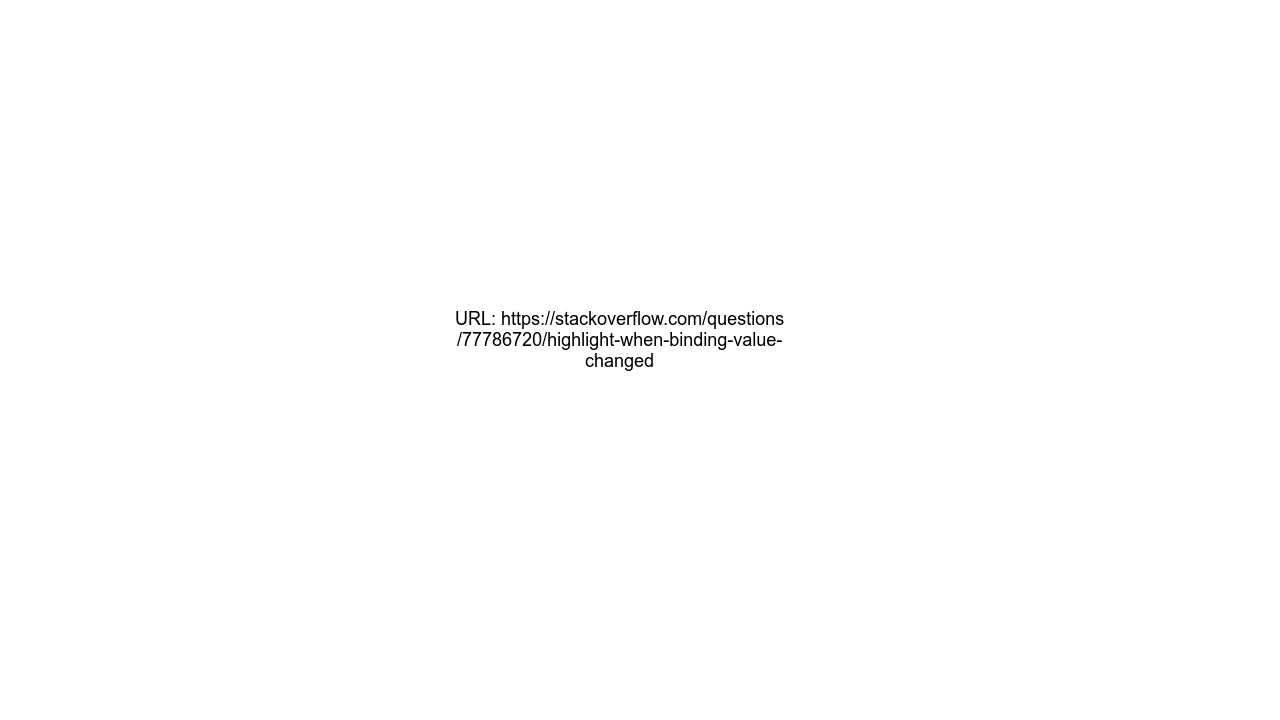 URL: https://stackoverflow.com/questions
/77786720/highlight-when-binding-value-
changed